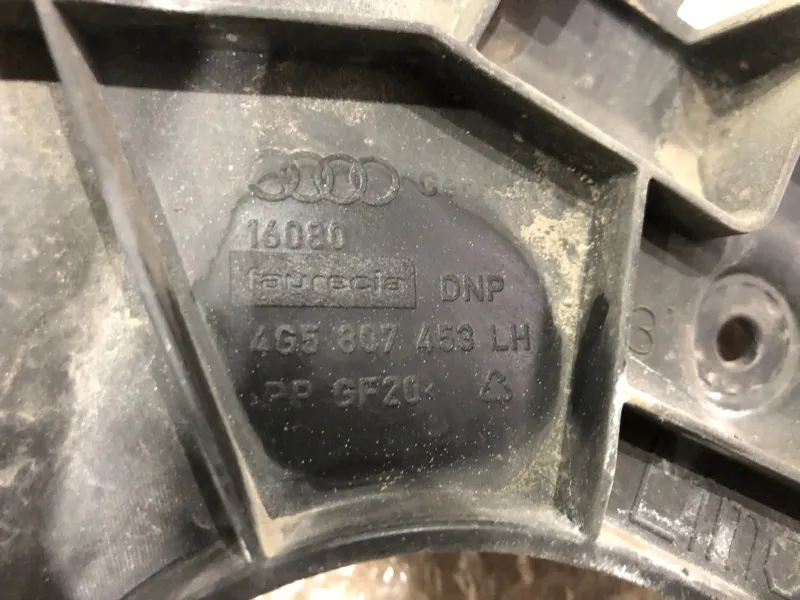 16080
faurecia DNP
4G5 807 453 LH
>PP GF20<